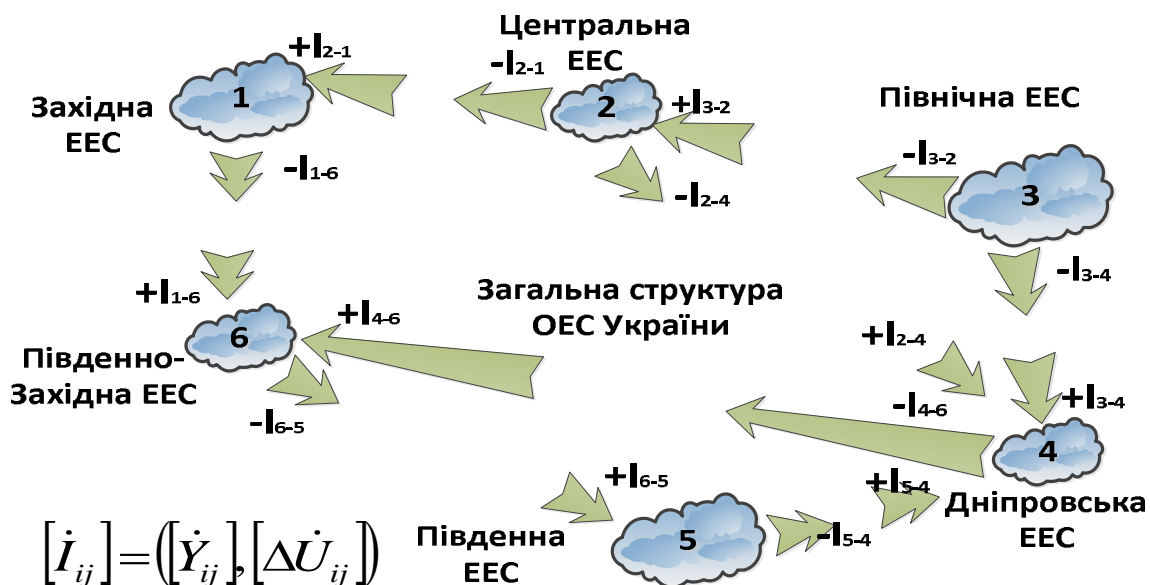 Центральна
ЕЕС
+I2-1
-I2-1
1
Західна
ЕЕС
2
+I3-2
Північна ЕЕС
-I3-2
3
-I1-6
-I2-4
-I3-4
+I1-6
6
+I4-6
Загальна структура
ОЕС України
+I2-4
Південно-
Західна ЕЕС
-I6-5
-I4-6
+I3-4
4
+I6-5
+I5-4
Дніпровська
ЕЕС
Південна
ЕЕС
5
-I5-4
[İij]=([Ẏij],[ΔU̇ij])